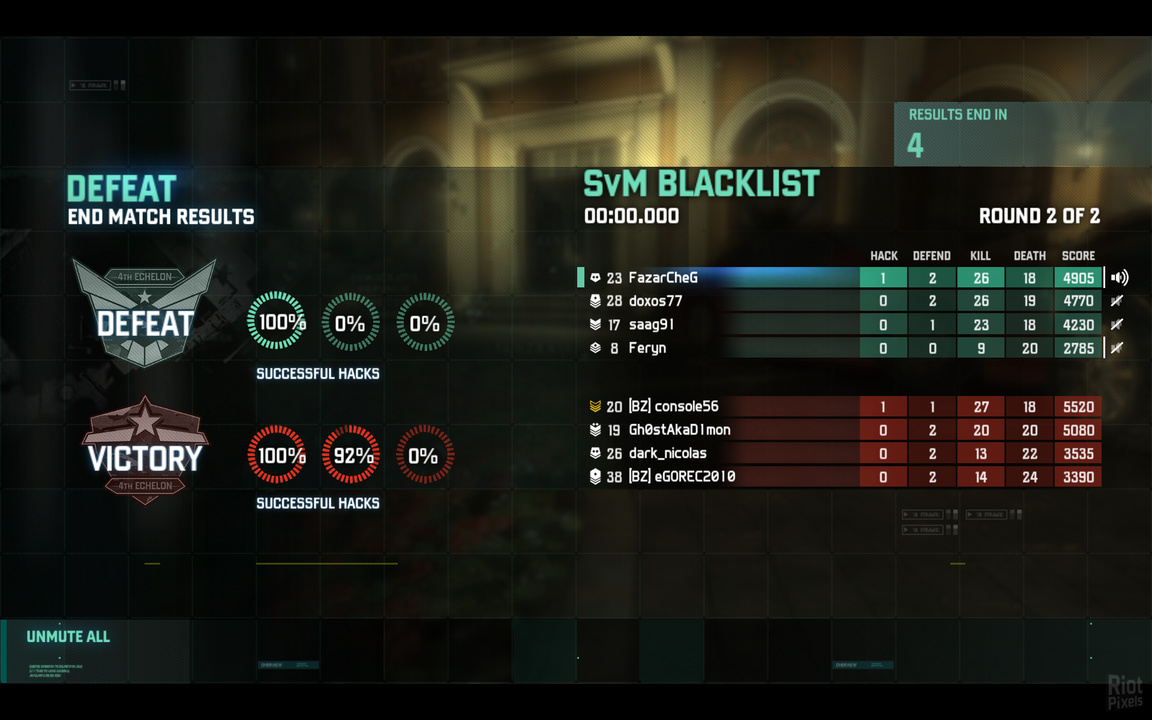 RESULTS END IN
4
DEFEAT
END MATCH RESULTS
4TH ECHELON
DEFEAT
100% 0% 0%
SUCCESSFUL HACKS
VICTORY
4TH ECHELON
100% 92% 0%
SUCCESSFUL HACKS
SvM BLACKLIST
00:00.000 ROUND 2 OF 2
HACK DEFEND KILL DEATH SCORE
23 FazarCheG 1 2 26 18 4905
28 doxos77 0 2 26 19 4770
17 saag91 0 1 23 18 4230
8 Feryn 0 0 9 20 2785
20 [BZ] console56 1 1 27 18 5520
19 Gh0stAkaD1mon 0 2 20 20 5080
26 dark_nicolas 0 2 13 22 3535
38 [BZ] eGOREC2010 0 2 14 24 3390
UNMUTE ALL
Riot
Pixels